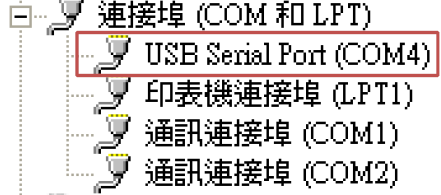 連接埠 (COM 和 LPT)
USB Serial Port (COM4)
印表機連接埠 (LPT1)
通訊連接埠 (COM1)
通訊連接埠 (COM2)